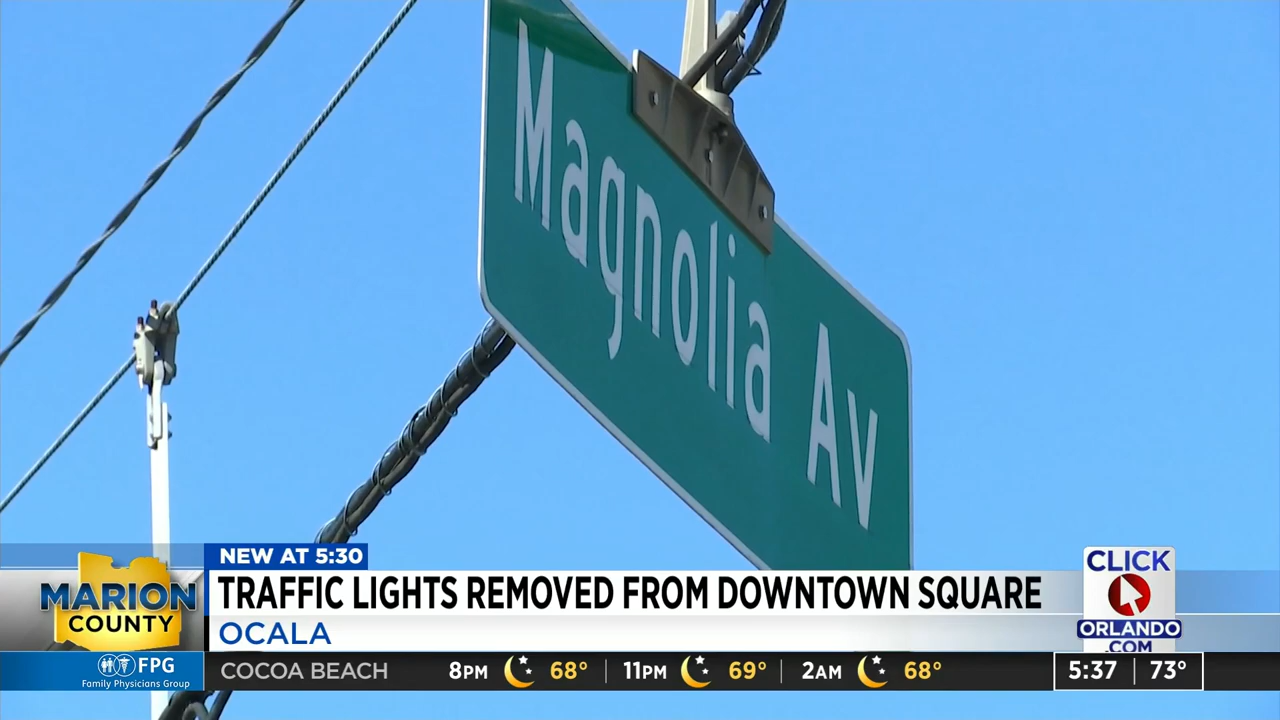 Magnolia Av
NEW AT 5:30
TRAFFIC LIGHTS REMOVED FROM DOWNTOWN SQUARE
OCALA
MARION
COUNTY
CLICK
ORLANDO
.COM
FPG
Family Physicians Group
COCOA BEACH 8PM 68° 11PM 69° 2AM 68°
5:37 73°